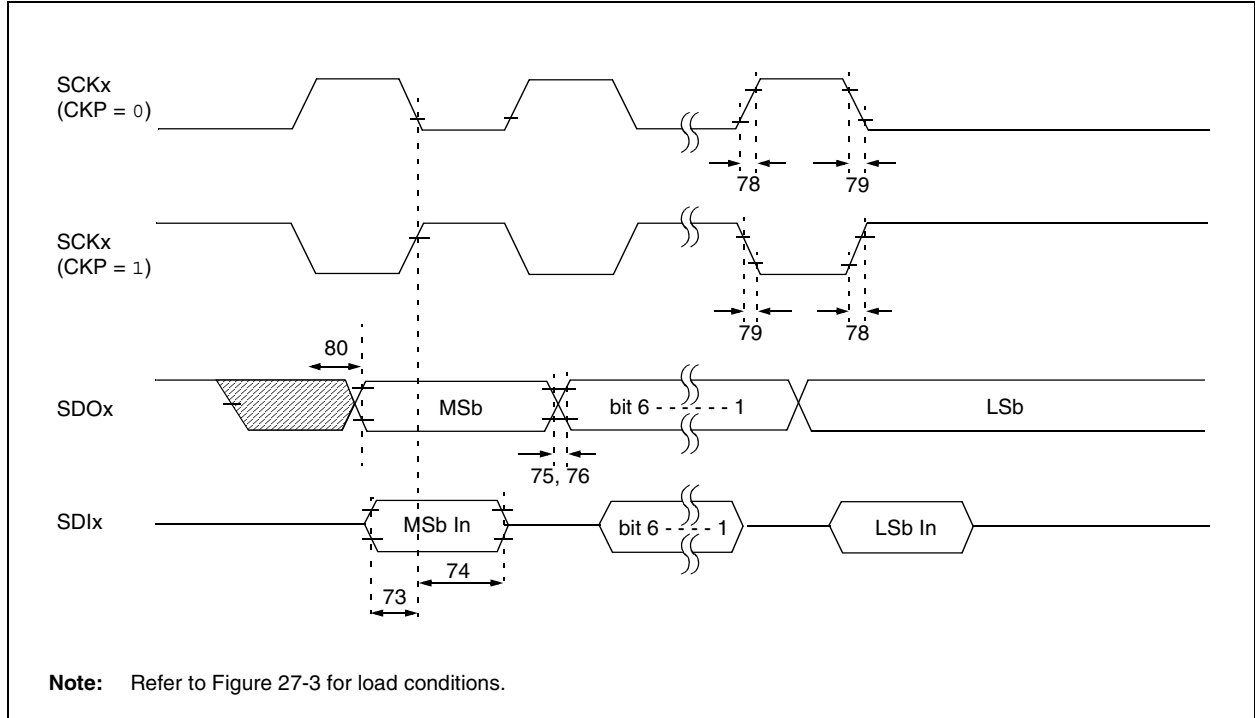 SCKx
(CKP = 0)
78
79
SCKx
(CKP = 1)
79
78
80
SDOx
MSb
bit 6 - - - - - - 1
LSb
75, 76
SDIx
MSb In
bit 6 - - - - 1
LSb In
74
73
Note: Refer to Figure 27-3 for load conditions.